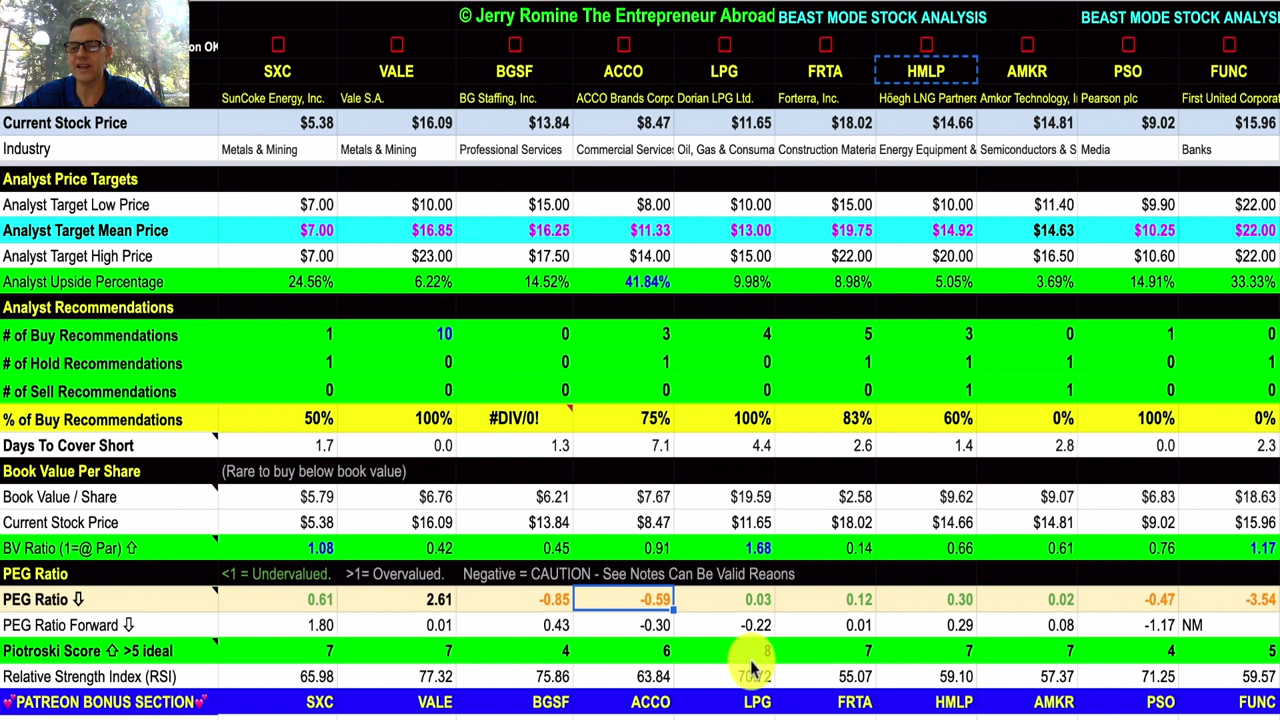 © Jerry Romine The Entrepreneur Abroad BEAST MODE STOCK ANALYSIS BEAST MODE STOCK ANALYSI
on OK
SXC VALE BGSF ACCO LPG FRTA HMLP AMKR PSO FUNC
SunCoke Energy, Inc. Vale S.A. BG Staffing, Inc. ACCO Brands Corpo Dorian LPG Ltd. Forterra, Inc. Höegh LNG Partners Amkor Technology, I Pearson plc First United Corporat
Current Stock Price $5.38 $16.09 $13.84 $8.47 $11.65 $18.02 $14.66 $14.81 $9.02 $15.96
Industry Metals & Mining Metals & Mining Professional Services Commercial Service Oil, Gas & Consuma Construction Materia Energy Equipment & Semiconductors & S Media Banks
Analyst Price Targets
Analyst Target Low Price $7.00 $10.00 $15.00 $8.00 $10.00 $15.00 $10.00 $11.40 $9.90 $22.00
Analyst Target Mean Price $7.00 $16.85 $16.25 $11.33 $13.00 $19.75 $14.92 $14.63 $10.25 $22.00
Analyst Target High Price $7.00 $23.00 $17.50 $14.00 $15.00 $22.00 $20.00 $16.50 $10.60 $22.00
Analyst Upside Percentage 24.56% 6.22% 14.52% 41.84% 9.98% 8.98% 5.05% 3.69% 14.91% 33.33%
Analyst Recommendations
# of Buy Recommendations 1 10 0 3 4 5 3 0 1 0
# of Hold Recommendations 1 0 0 1 0 1 1 1 0 1
# of Sell Recommendations 0 0 0 0 0 0 1 1 0 0
% of Buy Recommendations 50% 100% #DIV/0! 75% 100% 83% 60% 0% 100% 0%
Days To Cover Short 1.7 0.0 1.3 7.1 4.4 2.6 1.4 2.8 0.0 2.3
Book Value Per Share (Rare to buy below book value)
Book Value / Share $5.79 $6.76 $6.21 $7.67 $19.59 $2.58 $9.62 $9.07 $6.83 $18.63
Current Stock Price $5.38 $16.09 $13.84 $8.47 $11.65 $18.02 $14.66 $14.81 $9.02 $15.96
BV Ratio (1=@ Par) ⇧ 1.08 0.42 0.45 0.91 1.68 0.14 0.66 0.61 0.76 1.17
PEG Ratio <1 = Undervalued. >1= Overvalued. Negative = CAUTION - See Notes Can Be Valid Reaons
PEG Ratio ⇩ 0.61 2.61 -0.85 -0.59 0.03 0.12 0.30 0.02 -0.47 -3.54
PEG Ratio Forward ⇩ 1.80 0.01 0.43 -0.30 -0.22 0.01 0.29 0.08 -1.17 NM
Piotroski Score ⇧ >5 ideal 7 7 4 6 8 7 7 7 4 5
Relative Strength Index (RSI) 65.98 77.32 75.86 63.84 70.72 55.07 59.10 57.37 71.25 59.57
💕PATREON BONUS SECTION💕 SXC VALE BGSF ACCO LPG FRTA HMLP AMKR PSO FUNC